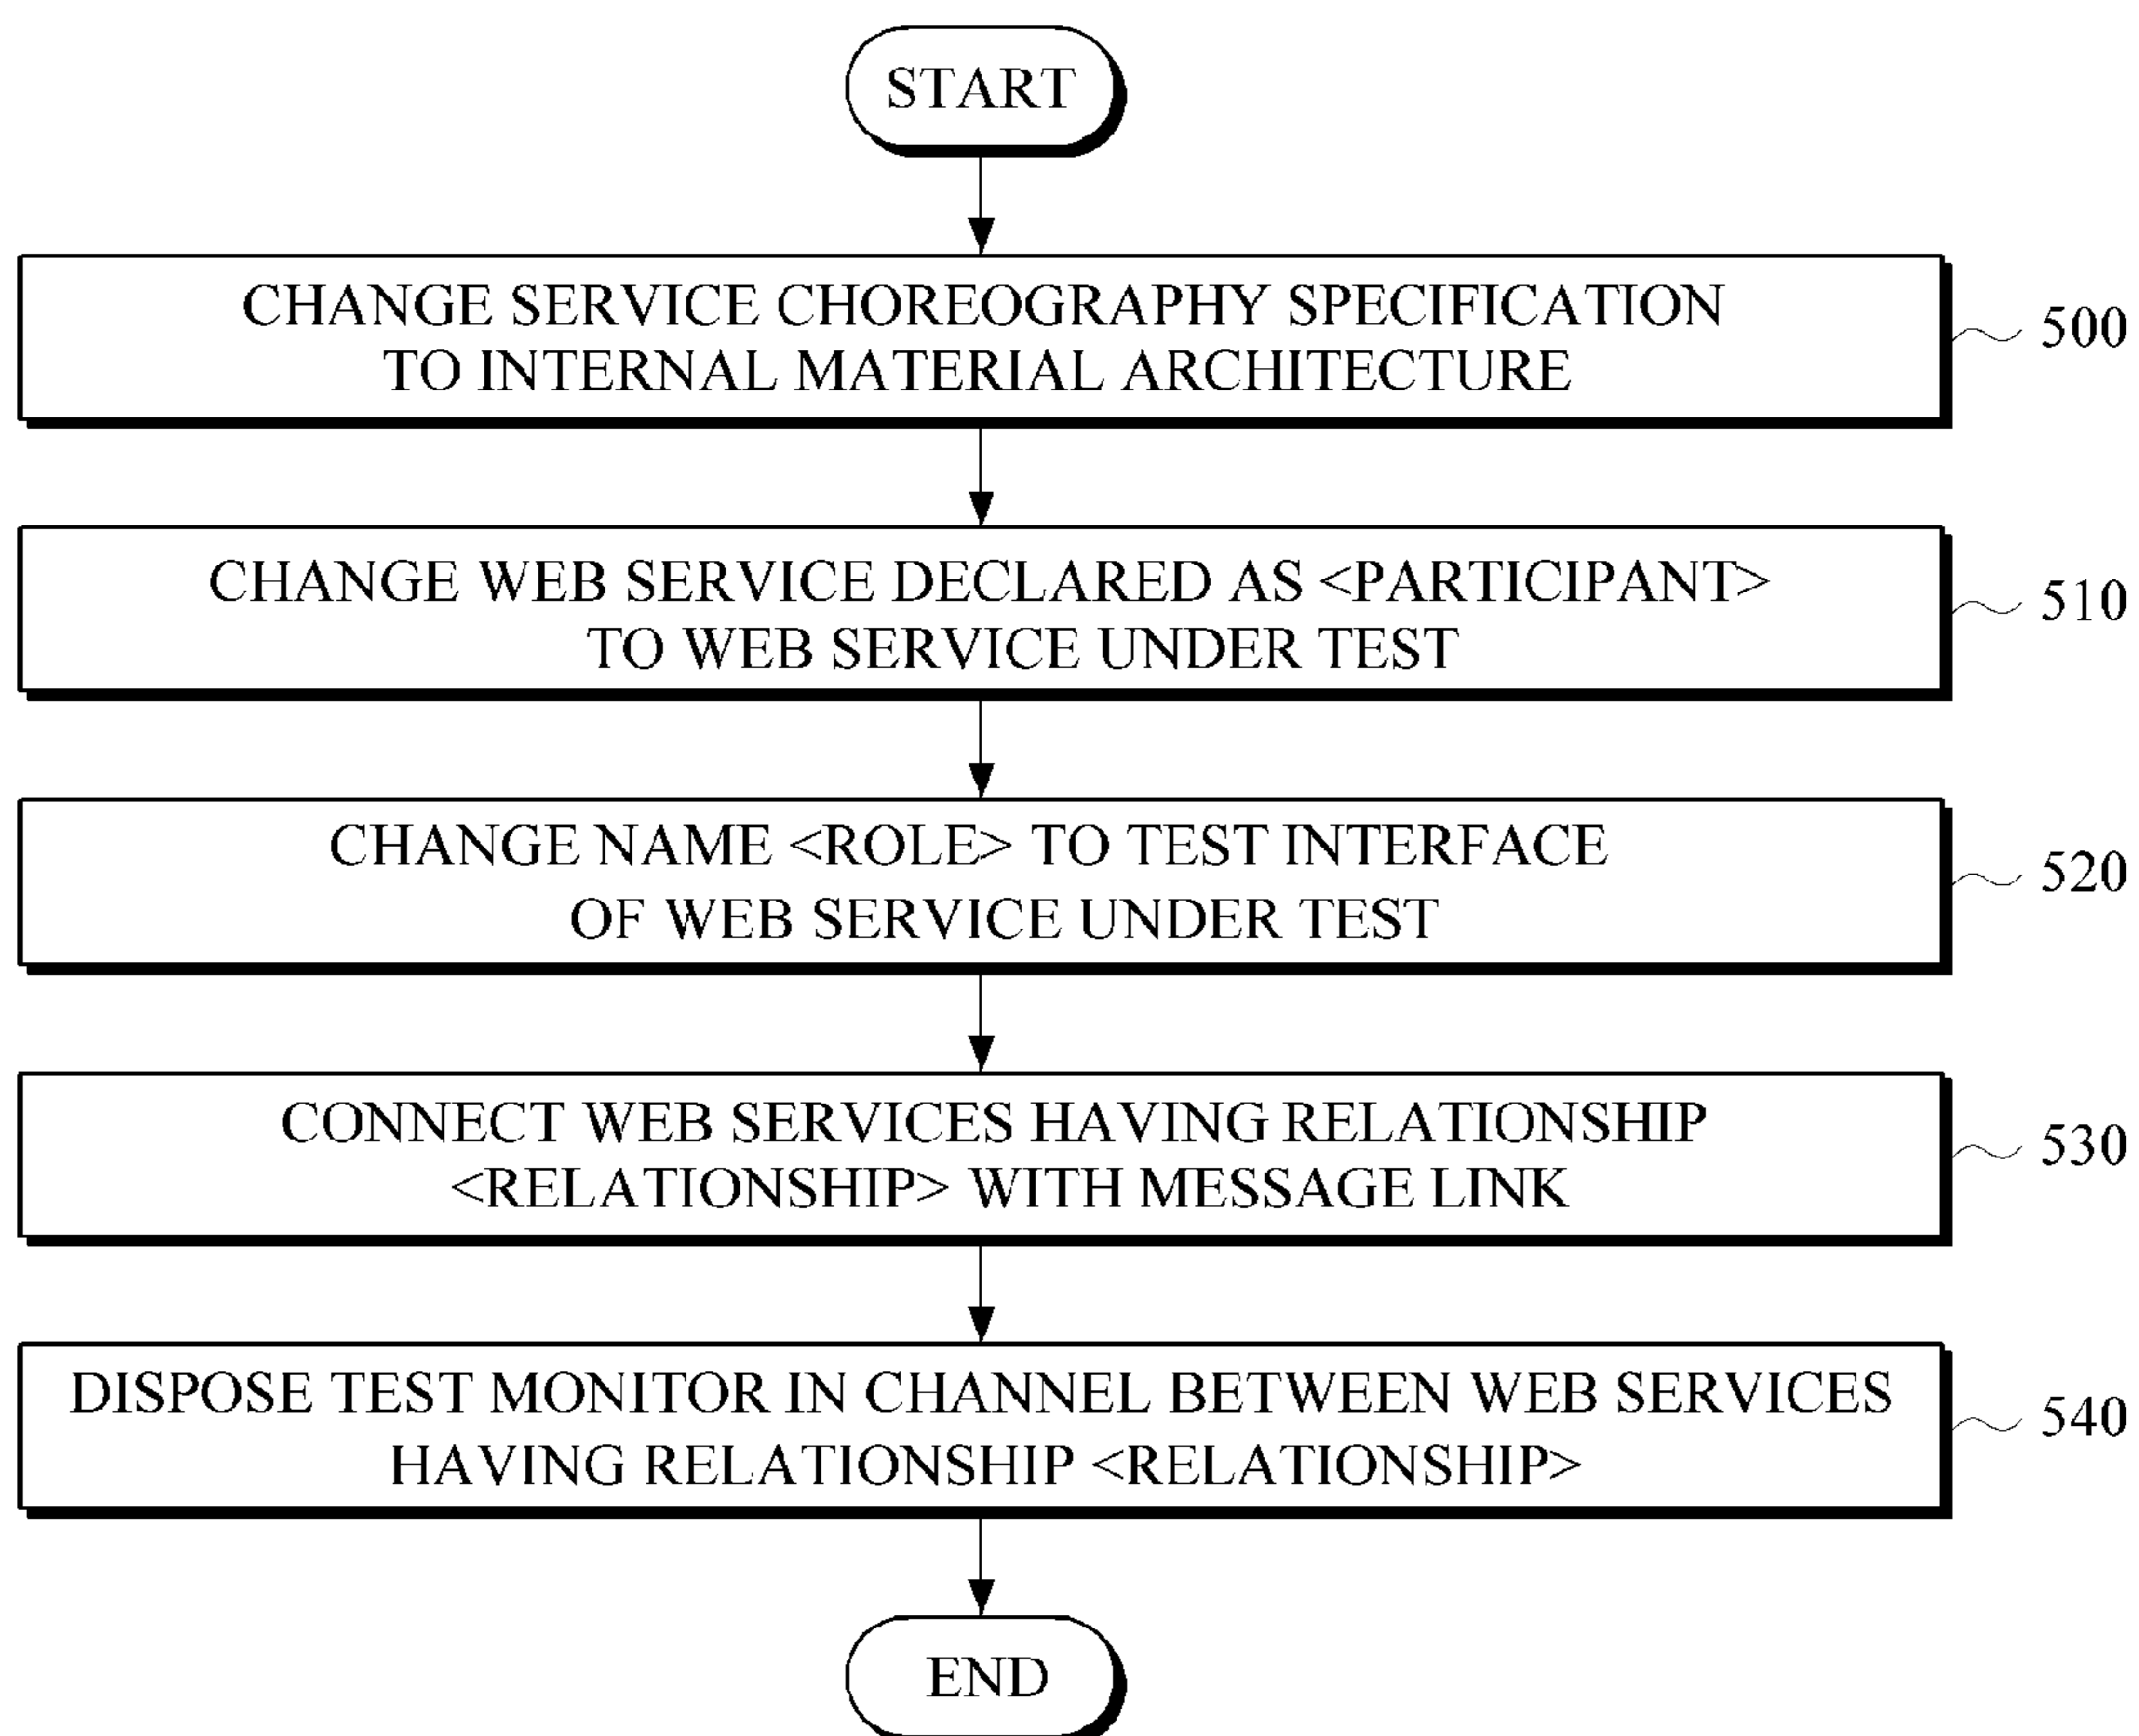 START
CHANGE SERVICE CHOREOGRAPHY SPECIFICATION
TO INTERNAL MATERIAL ARCHITECTURE
500
CHANGE WEB SERVICE DECLARED AS <PARTICIPANT>
TO WEB SERVICE UNDER TEST
510
CHANGE NAME <ROLE> TO TEST INTERFACE
OF WEB SERVICE UNDER TEST
520
CONNECT WEB SERVICES HAVING RELATIONSHIP
<RELATIONSHIP> WITH MESSAGE LINK
530
DISPOSE TEST MONITOR IN CHANNEL BETWEEN WEB SERVICES
HAVING RELATIONSHIP <RELATIONSHIP>
540
END